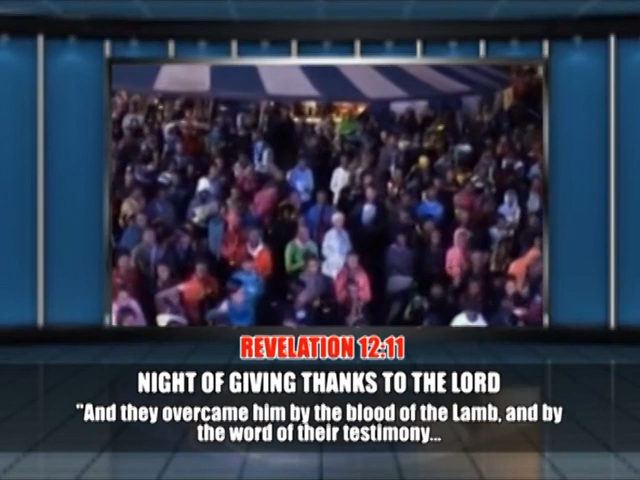 REVELATION 12:11
NIGHT OF GIVING THANKS TO THE LORD
"And they overcame him by the blood of the Lamb, and by
the word of their testimony...